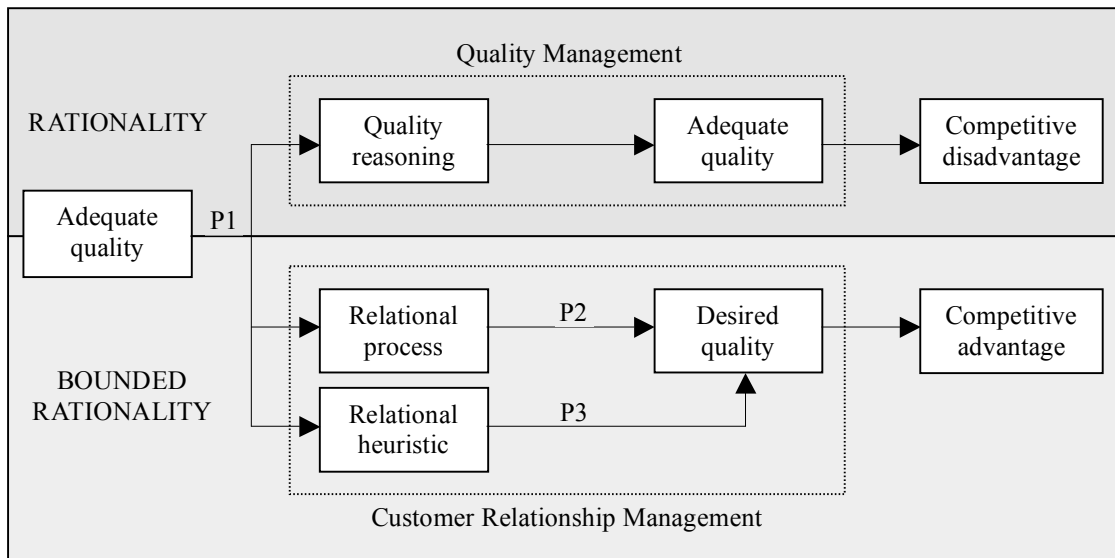 Quality Management
RATIONALITY
Quality
reasoning
Adequate
quality
Competitive
disadvantage
Adequate
quality
P1
Relational
process
P2
Desired
quality
Competitive
advantage
BOUNDED
RATIONALITY
Relational
heuristic
P3
Customer Relationship Management